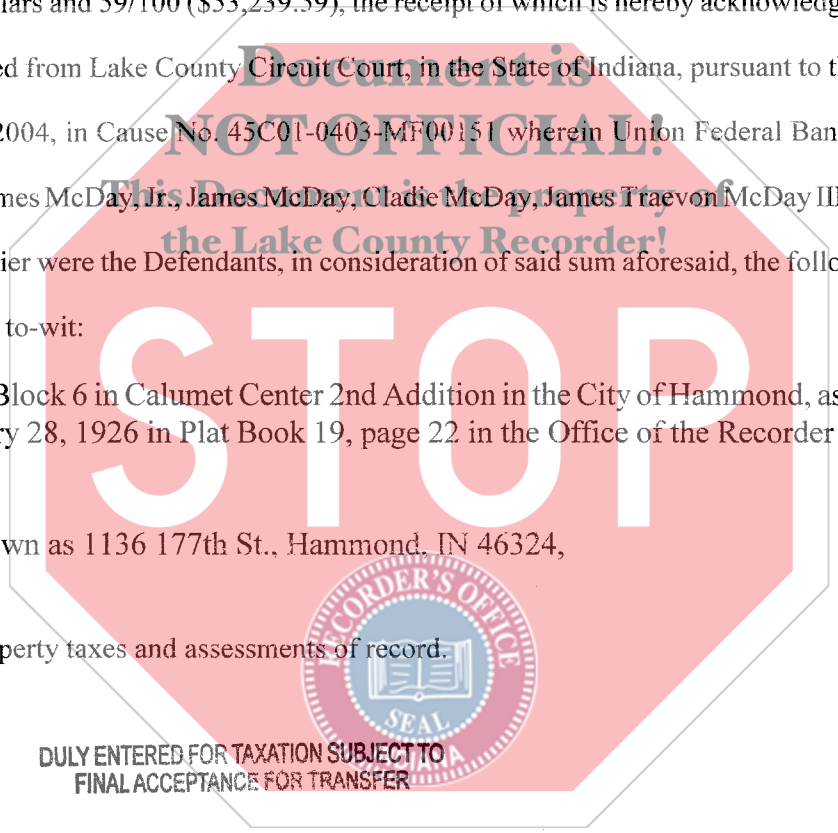 lars and 59/100 ($53,239.59), the receipt of which is hereby acknowledg
Document is
ed from Lake County Circuit Court, in the State of Indiana, pursuant to t
NOT OFFICIAL!
2004, in Cause No. 45C01-0403-MF00151 wherein Union Federal Ban
This Document is the property of
mes McDay, Jr., James McDay, Cladie McDay, James Traevon McDay III
the Lake County Recorder!
ier were the Defendants, in consideration of said sum aforesaid, the follo
to-wit:
STOP
Block 6 in Calumet Center 2nd Addition in the City of Hammond, as
ry 28, 1926 in Plat Book 19, page 22 in the Office of the Recorder
wn as 1136 177th St., Hammond, IN 46324,
RECORDER'S OFFICE
perty taxes and assessments of record.
SEAL
INDIANA
DULY ENTERED FOR TAXATION SUBJECT TO
FINAL ACCEPTANCE FOR TRANSFER